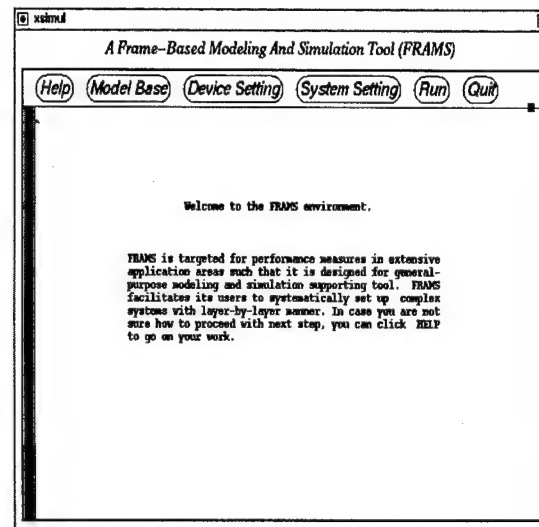 xsimul
A Frame-Based Modeling And Simulation Tool (FRAMS)
Help Model Base Device Setting System Setting Run Quit
Welcome to the FRAMS environment.
FRAMS is targeted for performance measures in extensive
application areas such that it is designed for general-
purpose modeling and simulation supporting tool. FRAMS
facilitates its users to systematically set up complex
systems with layer-by-layer manner. In case you are not
sure how to proceed with next step, you can click HELP
to go on your work.